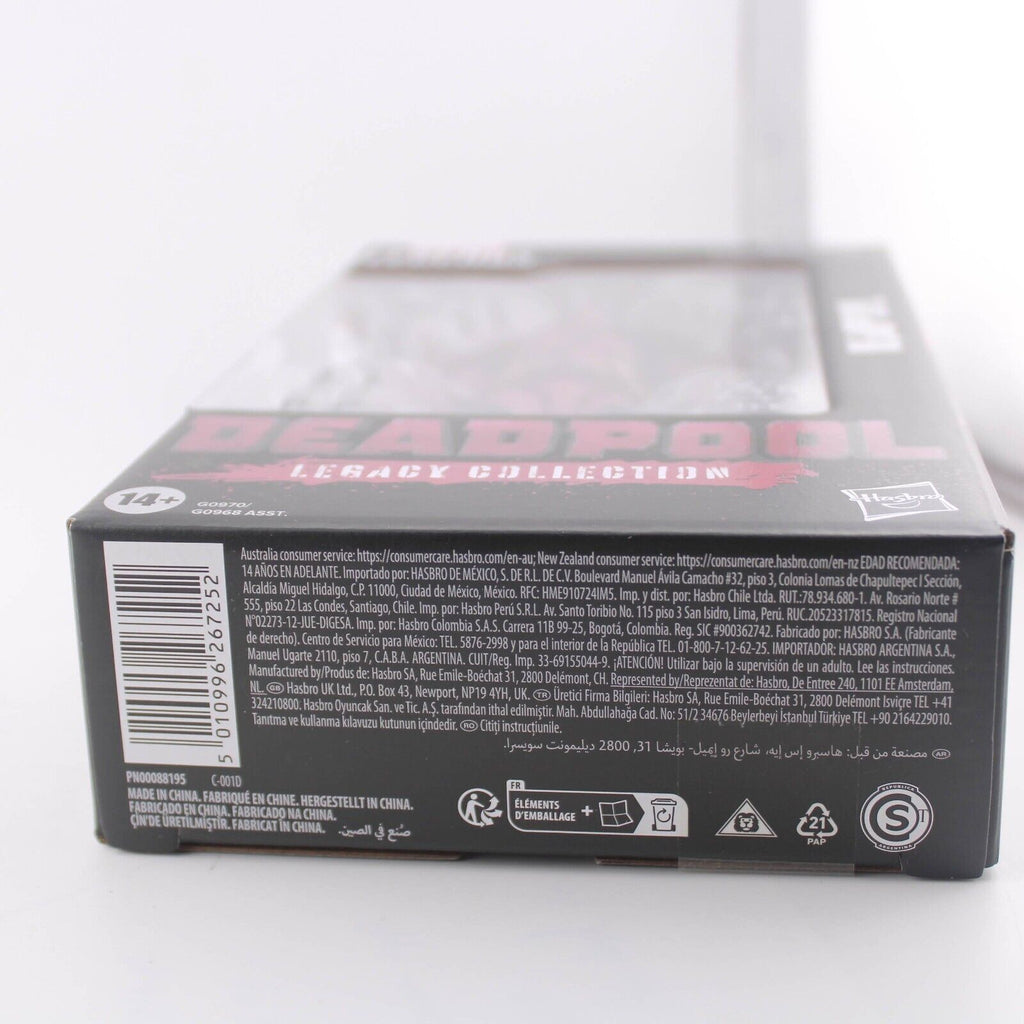 DEADPOOL
LEGACY COLLECTION
14+
G0970/
G0968 ASST.
Hasbro
Australia consumer service: https://consumercare.hasbro.com/en-au; New Zealand consumer service: https://consumercare.hasbro.com/en-nz EDAD RECOMENDADA:
14 AÑOS EN ADELANTE. Importado por: HASBRO DE MÉXICO, S. DE R.L. DE C.V. Boulevard Manuel Ávila Camacho #32, piso 3, Colonia Lomas de Chapultepec I Sección,
Alcaldía Miguel Hidalgo, C.P. 11000, Ciudad de México, México. RFC: HME910724IM5. Imp. y dist. por: Hasbro Chile Ltda. RUT.:78.934.680-1. Av. Rosario Norte #
555, piso 22 Las Condes, Santiago, Chile. Imp. por: Hasbro Perú S.R.L. Av. Santo Toribio No. 115 piso 3 San Isidro, Lima, Perú. RUC.20523317815. Registro Nacional
N°02273-12-JUE-DIGESA. Imp. por: Hasbro Colombia S.A.S. Carrera 11B 99-25, Bogotá, Colombia. Reg. SIC #900362742. Fabricado por: HASBRO S.A. (Fabricante
de derecho). Centro de Servicio para México: TEL. 5876-2998 y para el interior de la República TEL. 01-800-7-12-62-25. IMPORTADOR: HASBRO ARGENTINA S.A.,
Manuel Ugarte 2110, piso 7, C.A.B.A. ARGENTINA. CUIT/Reg. Imp. 33-69155044-9. ¡ATENCIÓN! Utilizar bajo la supervisión de un adulto. Lee las instrucciones.
Manufactured by/Produs de: Hasbro SA, Rue Emile-Boéchat 31, 2800 Delémont, CH. Represented by/Reprezentat de: Hasbro, De Entree 240, 1101 EE Amsterdam,
NL. GB Hasbro UK Ltd., P.O. Box 43, Newport, NP19 4YH, UK. TR Üretici Firma Bilgileri: Hasbro SA, Rue Emile-Boéchat 31, 2800 Delémont İsviçre TEL +41
324210800. Hasbro Oyuncak San. ve Tic. A.Ş. tarafından ithal edilmiştir. Mah. Abdullahağa Cad. No: 51/2 34676 Beylerbeyi İstanbul Türkiye TEL +90 2164229010.
Tanıtma ve kullanma kılavuzu kutunun içindedir. RO Citiți instrucțiunile.
AR مصنعة من قبل: هاسبرو إس إيه، شارع رو إيميل- بويشا 31, 2800 ديليمونت سويسرا.
5 010996 267252
PN00088195 C-001D
MADE IN CHINA. FABRIQUÉ EN CHINE. HERGESTELLT IN CHINA.
FABRICADO EN CHINA. FABRICADO NA CHINA.
ÇİN'DE ÜRETİLMİŞTİR. FABRICAT ÎN CHINA. صُنع في الصين.
FR
ÉLÉMENTS
D'EMBALLAGE +
21
PAP
REPUBLICA
S
ARGENTINA